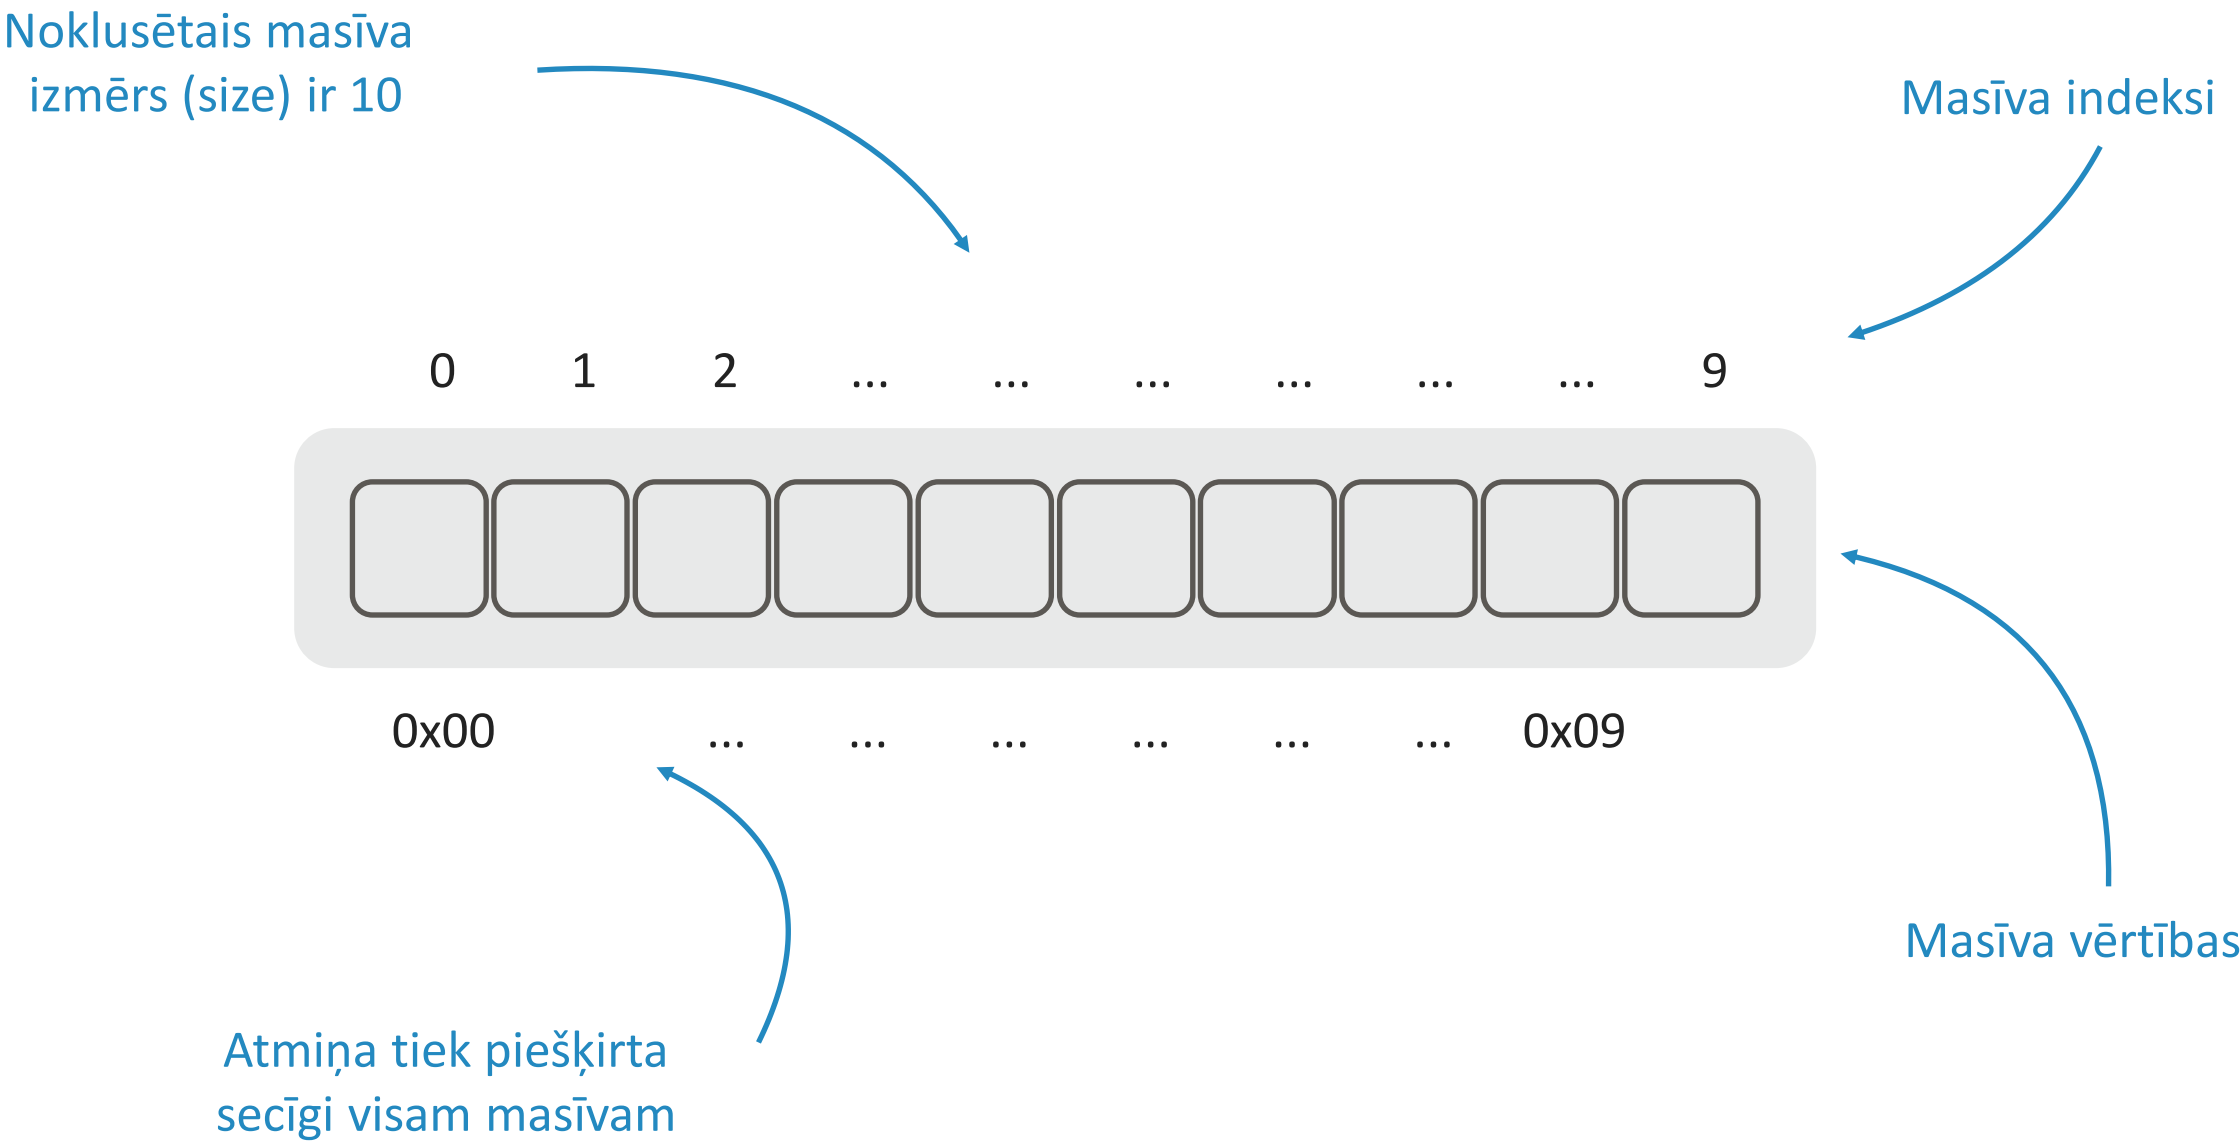 Noklusētais masīva
izmērs (size) ir 10
Masīva indeksi
0 1 2 ... ... ... ... ... ... 9
0x00 ... ... ... ... ... ... 0x09
Masīva vērtības
Atmiņa tiek piešķirta
secīgi visam masīvam